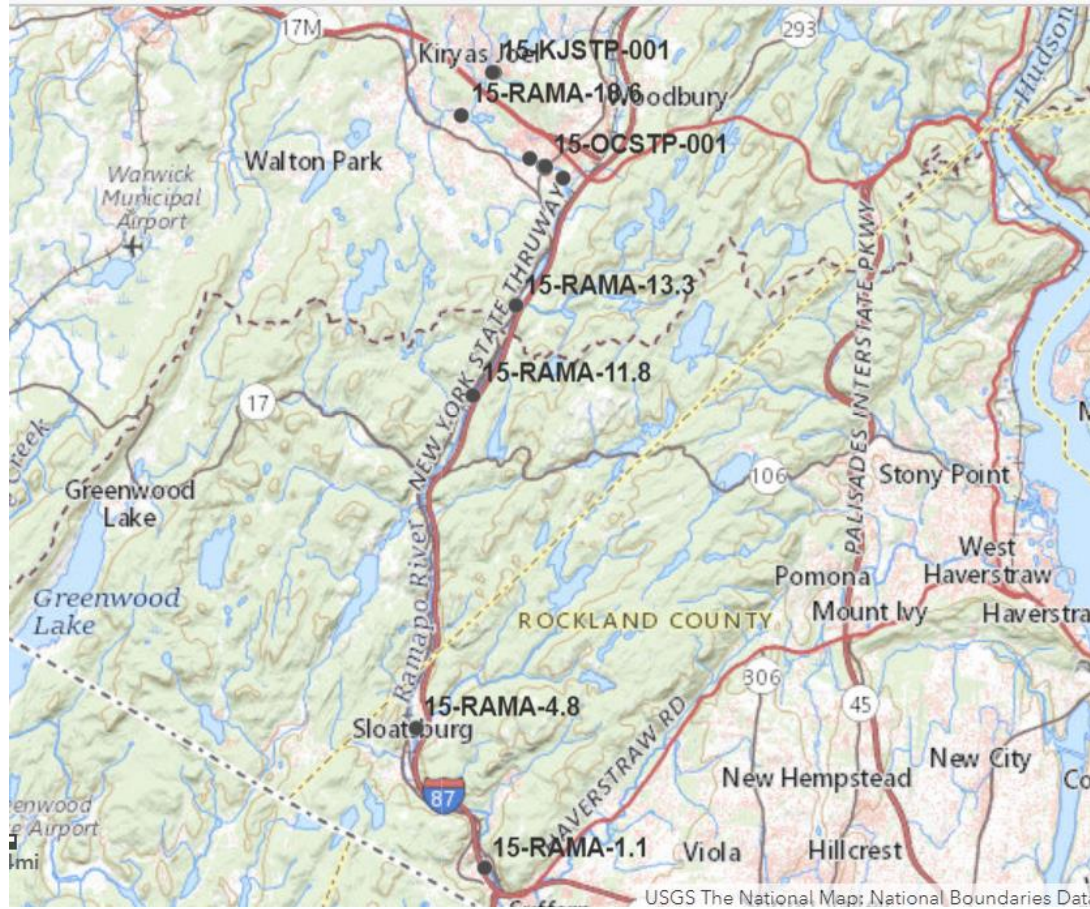 17M
293
Hudson
Kiryas Joel
15-KJSTP-001
15-RAMA-18.6
Woodbury
15-OCSTP-001
Walton Park
Warwick
Municipal
Airport
NEW YORK STATE THRUWAY
PALISADES INTERSTATE PKWY
15-RAMA-13.3
15-RAMA-11.8
17
Creek
106
Greenwood
Lake
Stony Point
West
Haverstraw
Pomona
Mount Ivy
Haverstra
Greenwood
Lake
Ramapo River
ROCKLAND COUNTY
306
45
15-RAMA-4.8
Sloatsburg
HAVERSTRAW RD
New City
New Hempstead
87
eenwood
e Airport
4mi
15-RAMA-1.1
Viola
Hillcrest
USGS The National Map: National Boundaries Dat